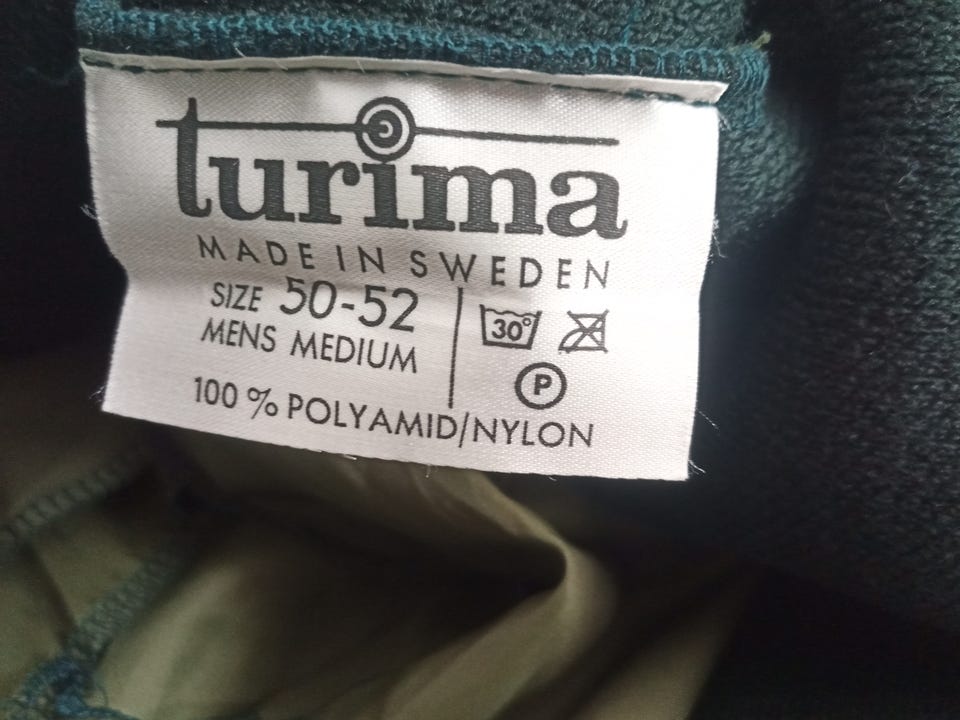 turima
MADE IN SWEDEN
SIZE 50-52
MENS MEDIUM
30°
P
100 % POLYAMID/NYLON